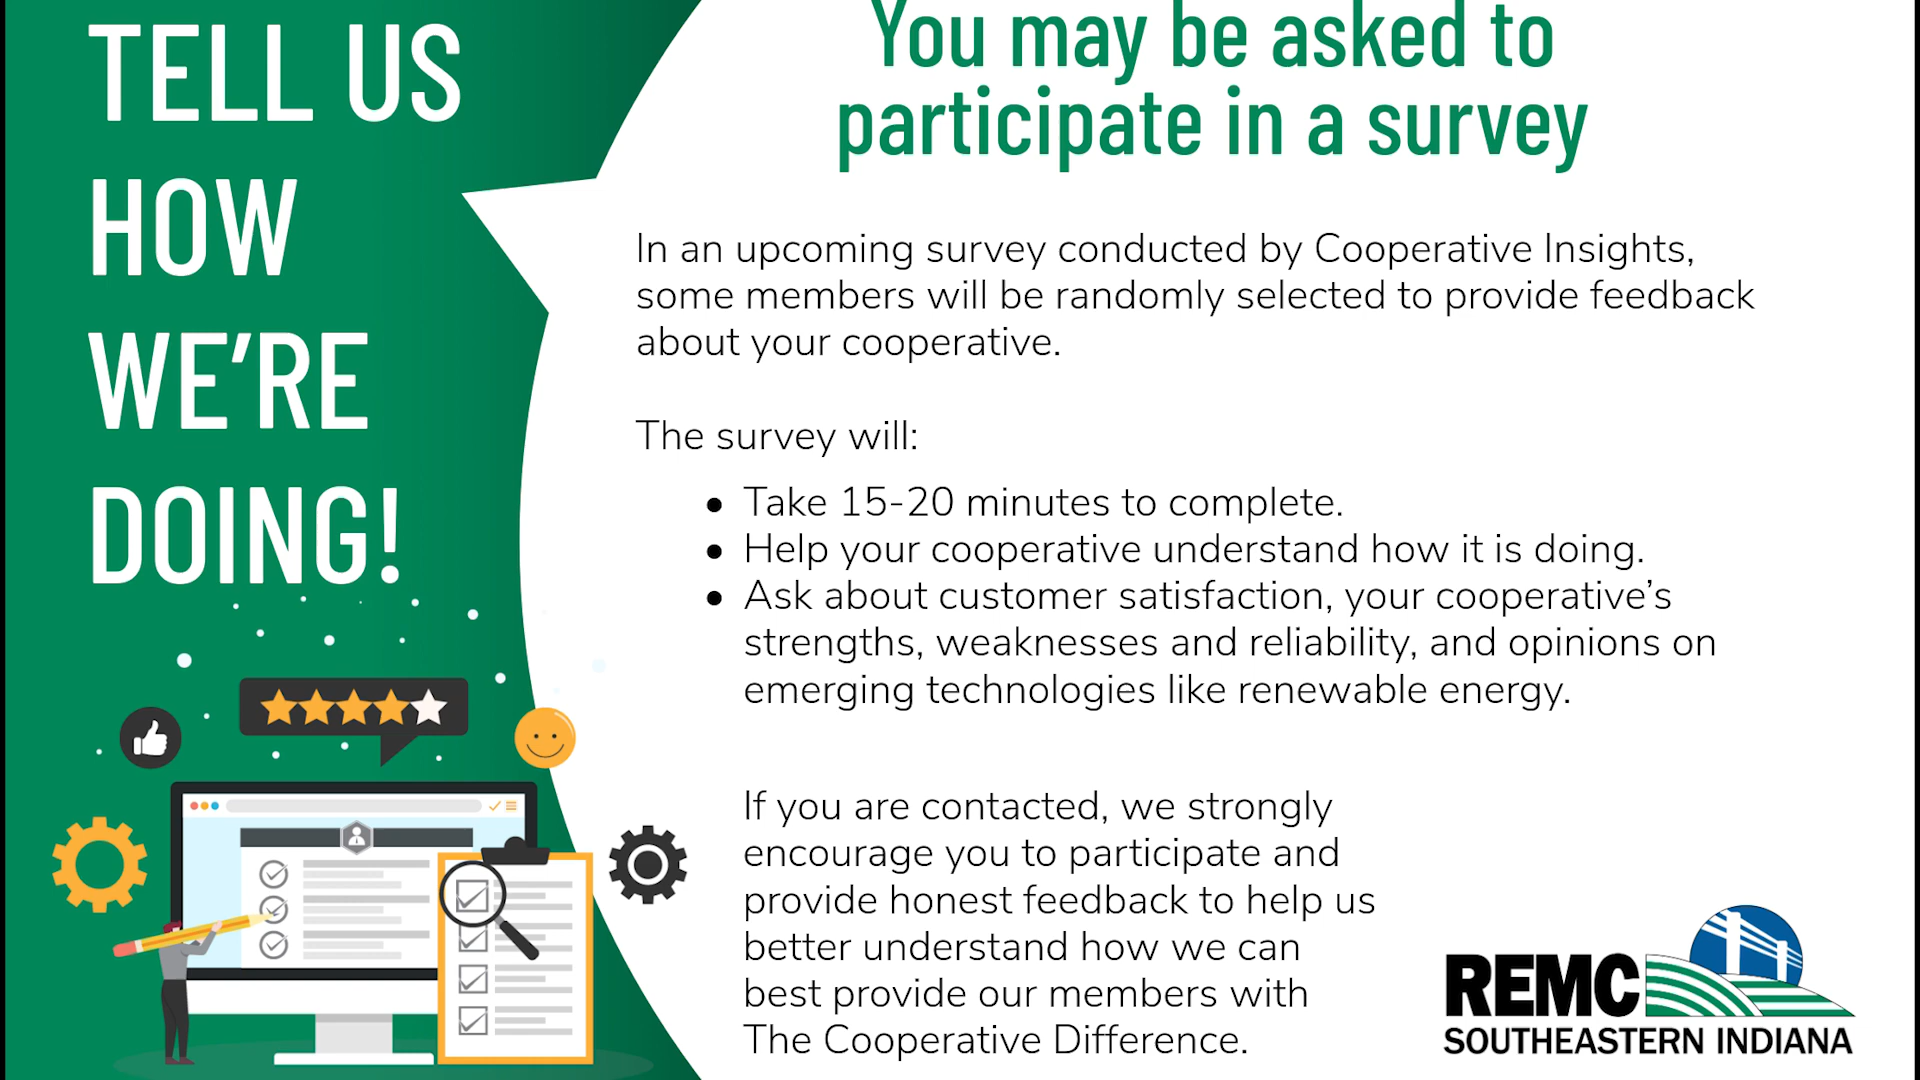 TELL US
HOW
WE'RE
DOING!
You may be asked to
participate in a survey
In an upcoming survey conducted by Cooperative Insights,
some members will be randomly selected to provide feedback
about your cooperative.
The survey will:
• Take 15-20 minutes to complete.
• Help your cooperative understand how it is doing.
• Ask about customer satisfaction, your cooperative's
strengths, weaknesses and reliability, and opinions on
emerging technologies like renewable energy.
If you are contacted, we strongly
encourage you to participate and
provide honest feedback to help us
better understand how we can
best provide our members with
The Cooperative Difference.
REMC
SOUTHEASTERN INDIANA